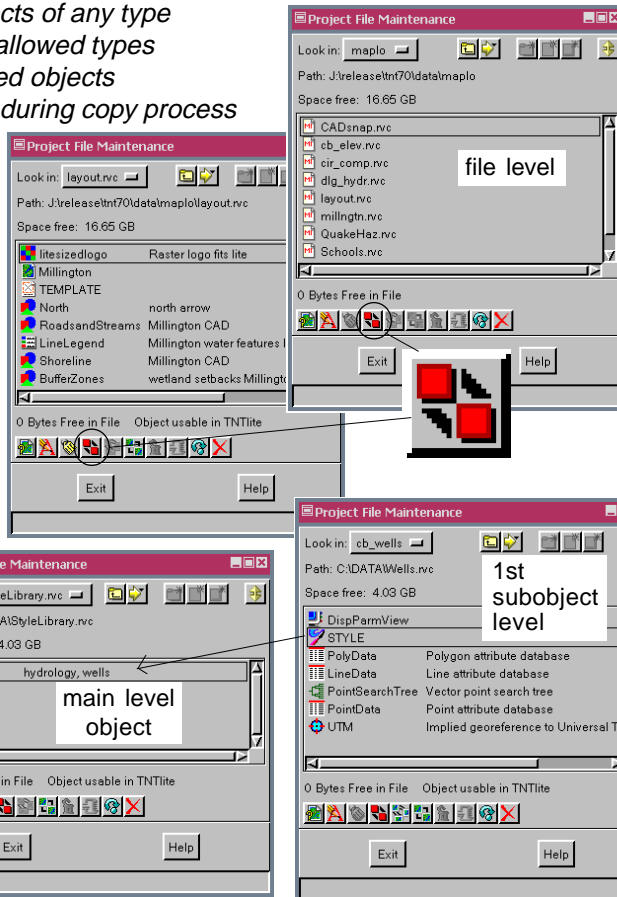 cts of any type
allowed types
ed objects
during copy process
Project File Maintenance
Look in: maplo
Path: J:\release\tnt70\data\maplo
Space free: 16.65 GB
CADsnap.rvc
cb_elev.rvc
cir_comp.rvc
dlg_hydr.rvc
layout.rvc
millngtn.rvc
QuakeHaz.rvc
Schools.rvc
file level
0 Bytes Free in File
Exit Help
Project File Maintenance
Look in: layout.rvc
Path: J:\release\tnt70\data\maplo\layout.rvc
Space free: 16.65 GB
litesizedlogo Raster logo fits lite
Millington
TEMPLATE
North north arrow
RoadsandStreams Millington CAD
LineLegend Millington water features l
Shoreline Millington CAD
BufferZones wetland setbacks Millingto
0 Bytes Free in File Object usable in TNTlite
Exit Help
Project File Mainten
Look in: cb_wells
Path: C:\DATA\Wells.rvc
Space free: 4.03 GB
1st
subobject
level
DispParmView
STYLE
PolyData Polygon attribute database
LineData Line attribute database
PointSearchTree Vector point search tree
PointData Point attribute database
UTM Implied georeference to Universal T
0 Bytes Free in File Object usable in TNTlite
Exit Help
e Maintenance
eLibrary.rvc
A\StyleLibrary.rvc
4.03 GB
hydrology, wells
main level
object
in File Object usable in TNTlite
Exit Help